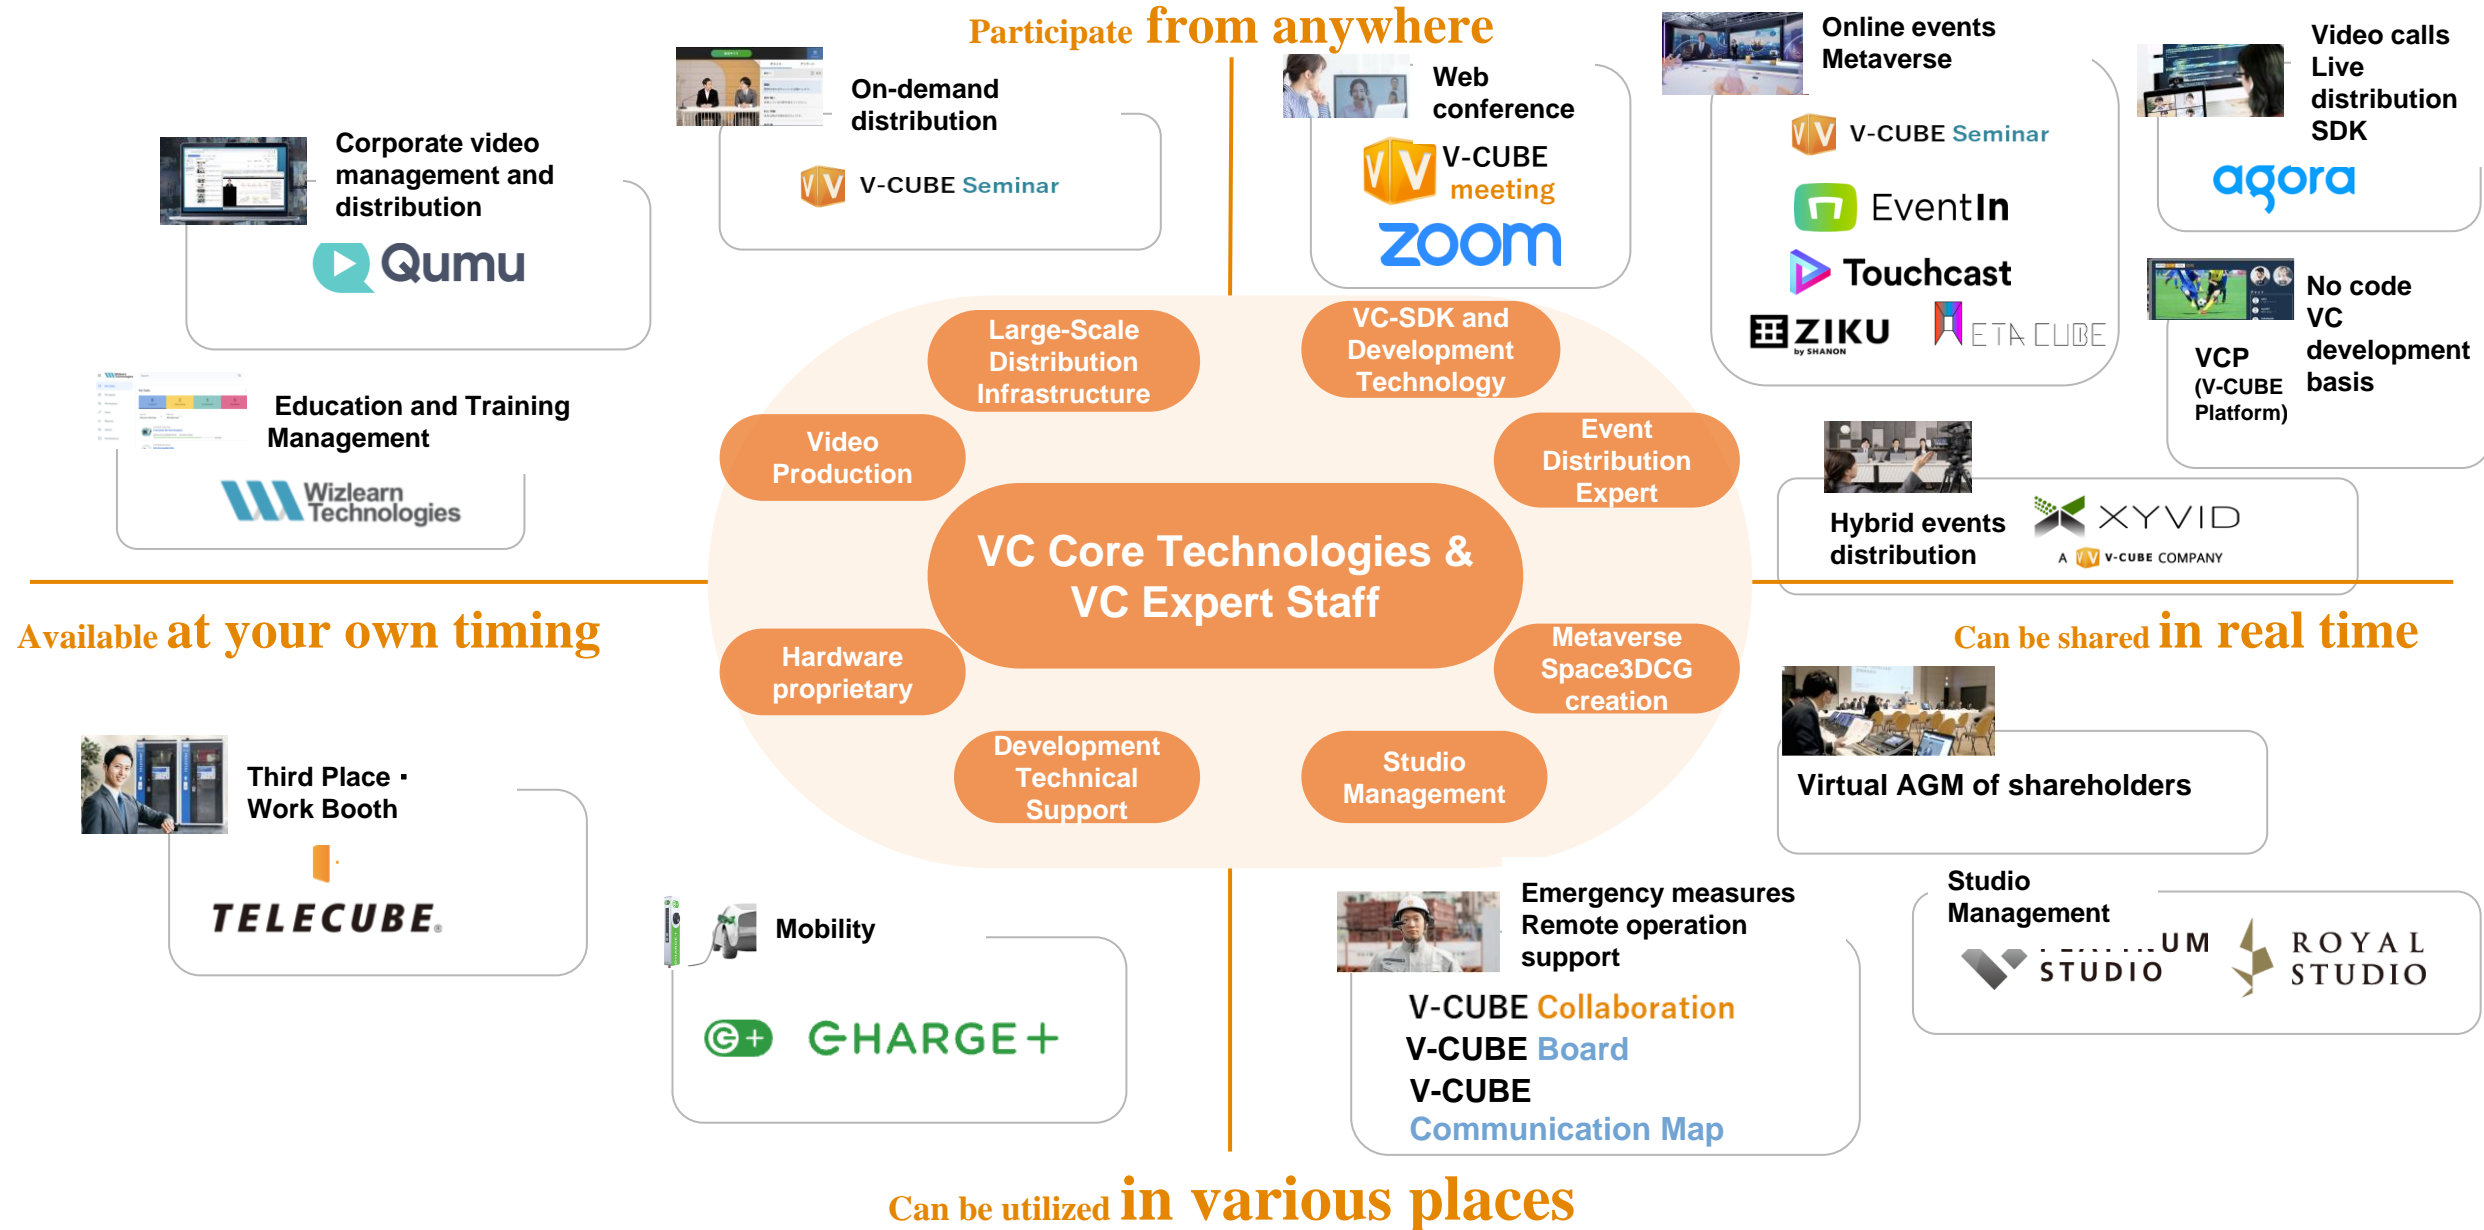 Participate from anywhere
Corporate video
management and
distribution
Qumu
On-demand
distribution
V-CUBE Seminar
Web
conference
V-CUBE
meeting
zoom
Online events
Metaverse
V-CUBE Seminar
EventIn
Touchcast
ZIKU
by SHANON
META CUBE
Video calls
Live
distribution
SDK
agora
No code
VC
development
basis
VCP
(V-CUBE
Platform)
Education and Training
Management
Wizlearn
Technologies
Hybrid events
distribution
XYVID
A V-CUBE COMPANY
Large-Scale
Distribution
Infrastructure
VC-SDK and
Development
Technology
Video
Production
Event
Distribution
Expert
VC Core Technologies &
VC Expert Staff
Hardware
proprietary
Metaverse
Space3DCG
creation
Development
Technical
Support
Studio
Management
Available at your own timing
Can be shared in real time
Third Place・
Work Booth
TELECUBE®
Mobility
CHARGE+
Emergency measures
Remote operation
support
V-CUBE Collaboration
V-CUBE Board
V-CUBE
Communication Map
Virtual AGM of shareholders
Studio
Management
STUDIO
ROYAL
STUDIO
Can be utilized in various places